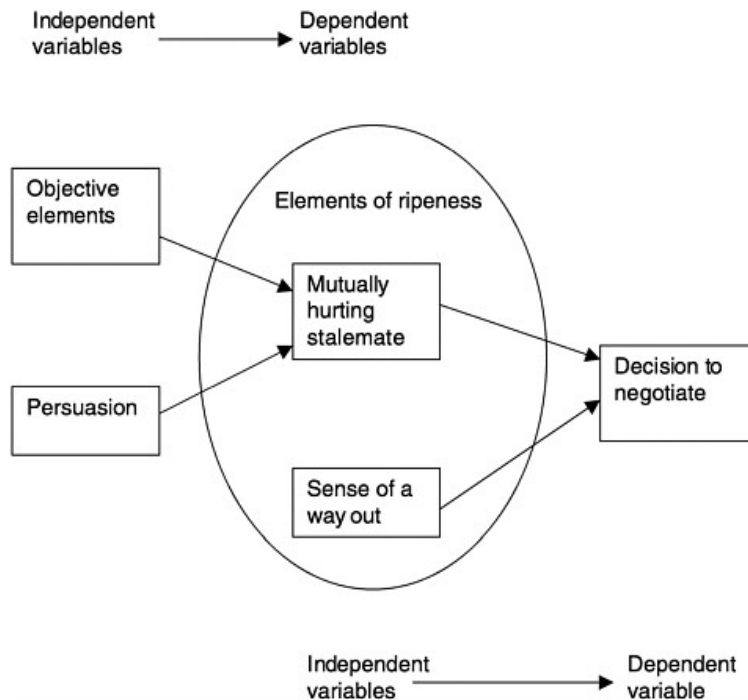 Independent
variables
Dependent
variables
Objective
elements
Elements of ripeness
Mutually
hurting
stalemate
Decision to
negotiate
Persuasion
Sense of a
way out
Independent
variables
Dependent
variable